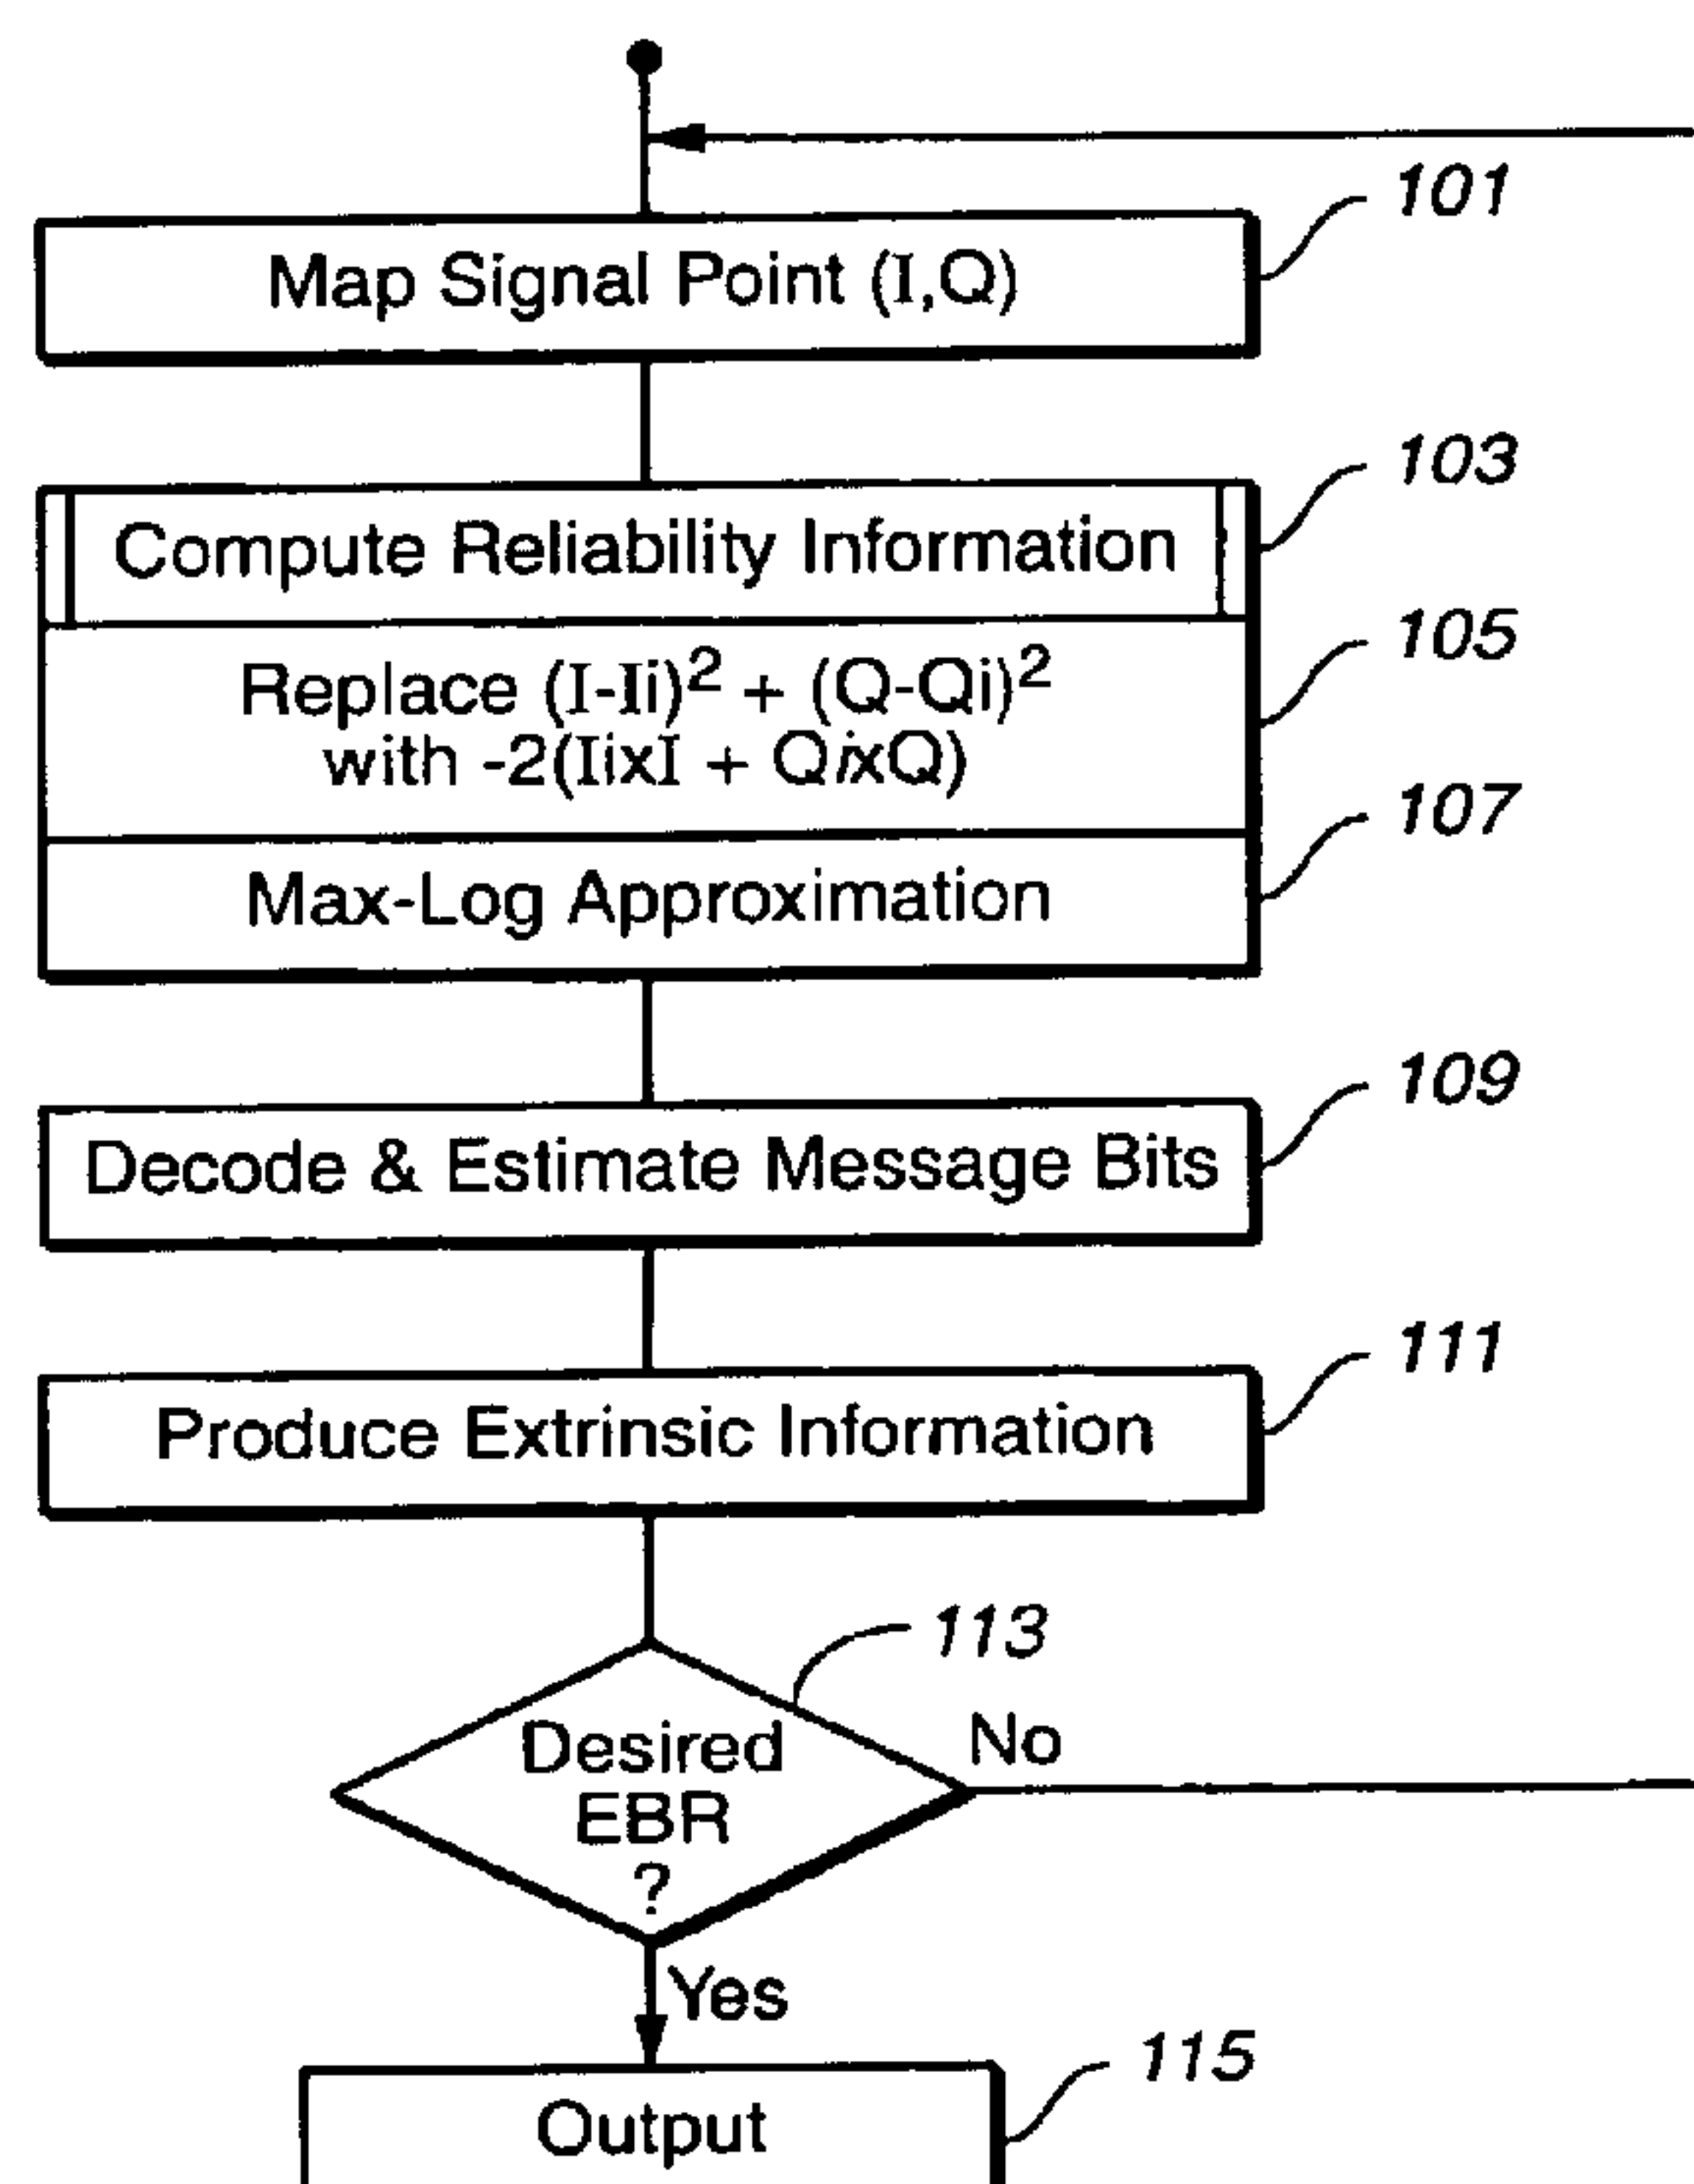 101
Map Signal Point (I,Q)
103
Compute Reliability Information
105
Replace (I-Ii)² + (Q-Qi)²
with -2(IixI + QixQ)
107
Max-Log Approximation
109
Decode & Estimate Message Bits
111
Produce Extrinsic Information
113
Desired
EBR
?
No
Yes
115
Output